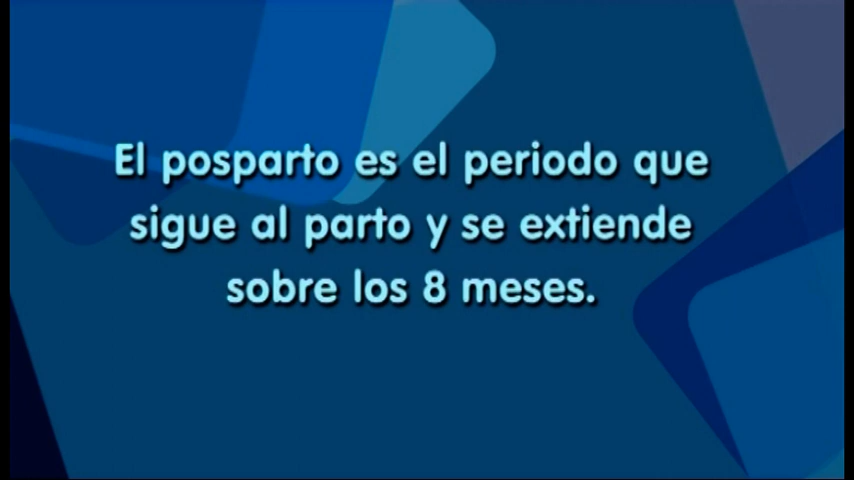 El posparto es el periodo que
sigue al parto y se extiende
sobre los 8 meses.